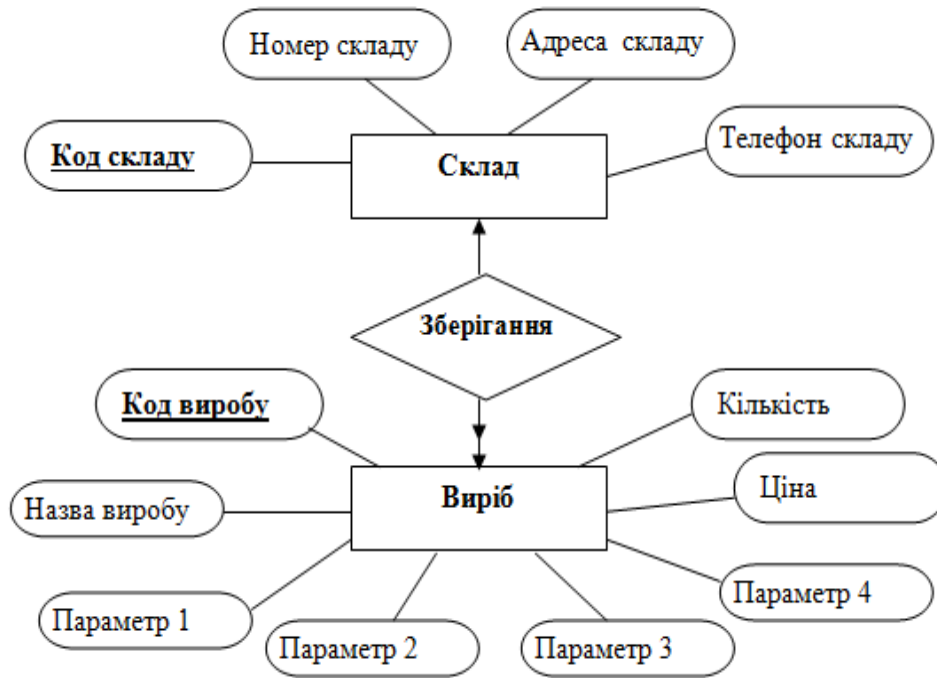 Номер складу
Адреса складу
Код складу
Склад
Телефон складу
Зберігання
Код виробу
Кількість
Назва виробу
Виріб
Ціна
Параметр 1
Параметр 2
Параметр 3
Параметр 4